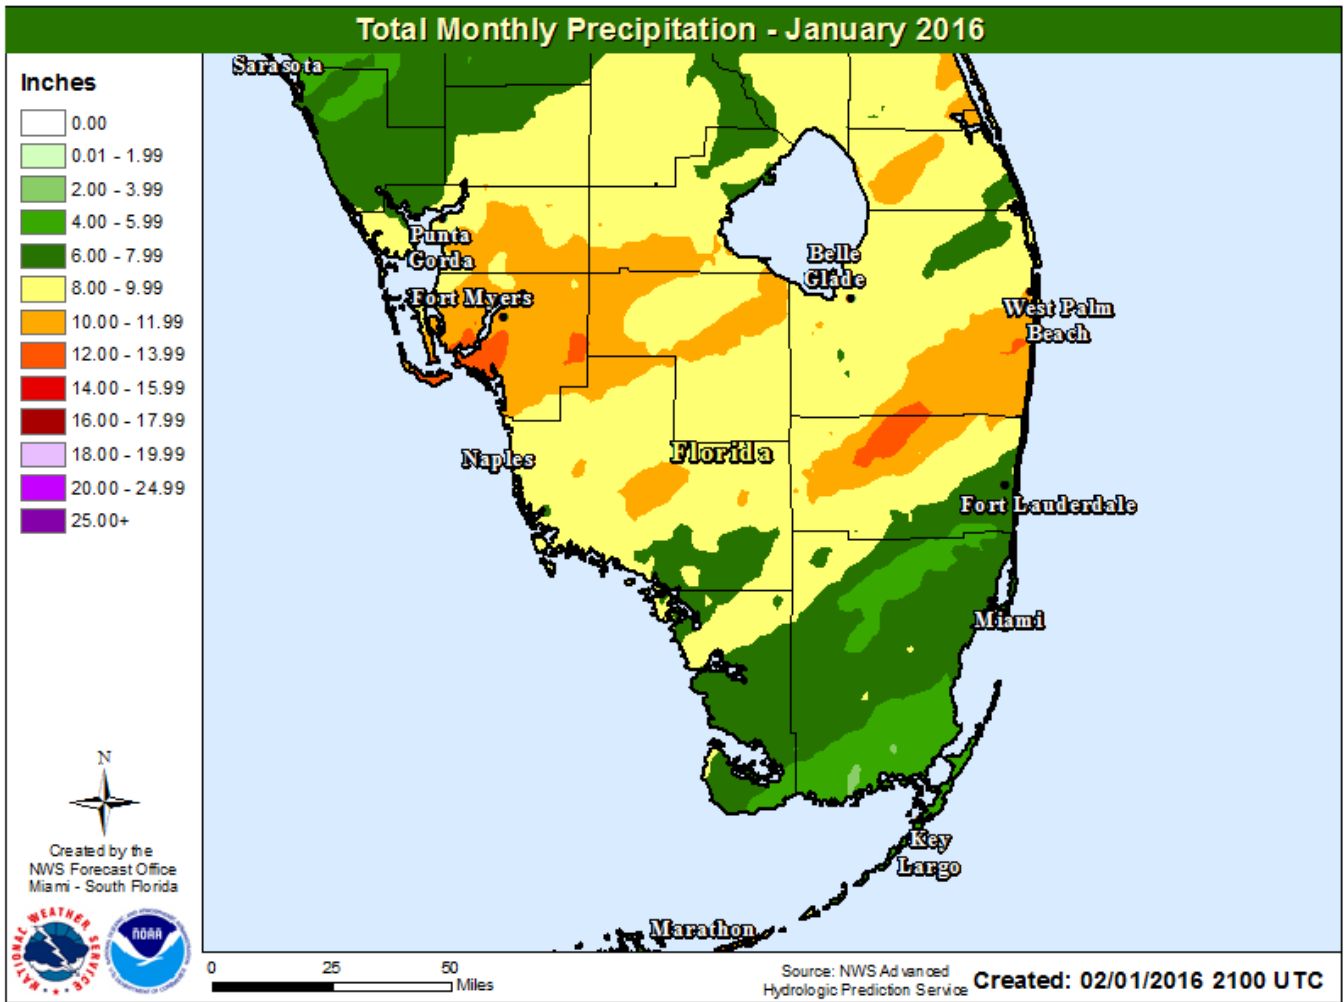 Total Monthly Precipitation - January 2016
Inches
0.00
0.01 - 1.99
2.00 - 3.99
4.00 - 5.99
6.00 - 7.99
8.00 - 9.99
10.00 - 11.99
12.00 - 13.99
14.00 - 15.99
16.00 - 17.99
18.00 - 19.99
20.00 - 24.99
25.00+
Sarasota
Punta
Gorda
Fort Myers
Belle
Glade
West Palm
Beach
Naples
Florida
Fort Lauderdale
Miami
Key
Largo
Marathon
N
Created by the
NWS Forecast Office
Miami - South Florida
NATIONAL WEATHER SERVICE
NOAA
0 25 50
Miles
Source: NWS Advanced
Hydrologic Prediction Service
Created: 02/01/2016 2100 UTC